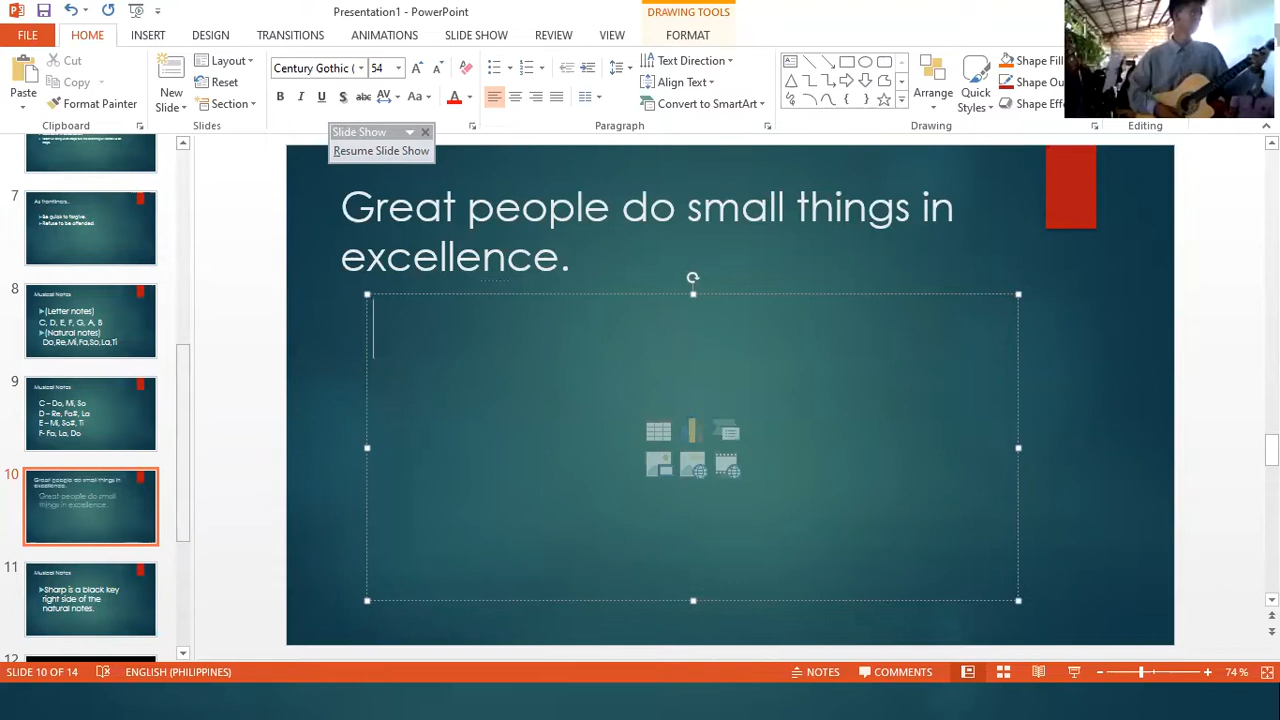 Presentation1 - PowerPoint
DRAWING TOOLS
FILE
HOME
INSERT
DESIGN
TRANSITIONS
ANIMATIONS
SLIDE SHOW
REVIEW
VIEW
FORMAT
Paste
Cut
Copy
Format Painter
Clipboard
New
Slide
Layout
Reset
Section
Slides
Century Gothic (
54
B I U S abc AV Aa A
Slide Show
Resume Slide Show
Text Direction
Align Text
Convert to SmartArt
Paragraph
Arrange
Quick
Styles
Shape Fill
Shape Effe
Drawing
Editing
7
As frontliners..
Be quick to forgive.
Refuse to be offended.
8
Musical Notes
(Letter notes)
C, D, E, F, G, A, B
(Natural notes)
Do,Re,Mi,Fa,So,La,Ti
9
Musical Notes
C – Do, Mi, So
D – Re, Fa#, La
E – Mi, So#, Ti
F- Fa, La, Do
10
Great people do small things in
excellence.
Great people do small
things in excellence.
11
Musical Notes
Sharp is a black key
right side of the
natural notes.
12
Great people do small things in
excellence.
SLIDE 10 OF 14
ENGLISH (PHILIPPINES)
NOTES
COMMENTS
74 %